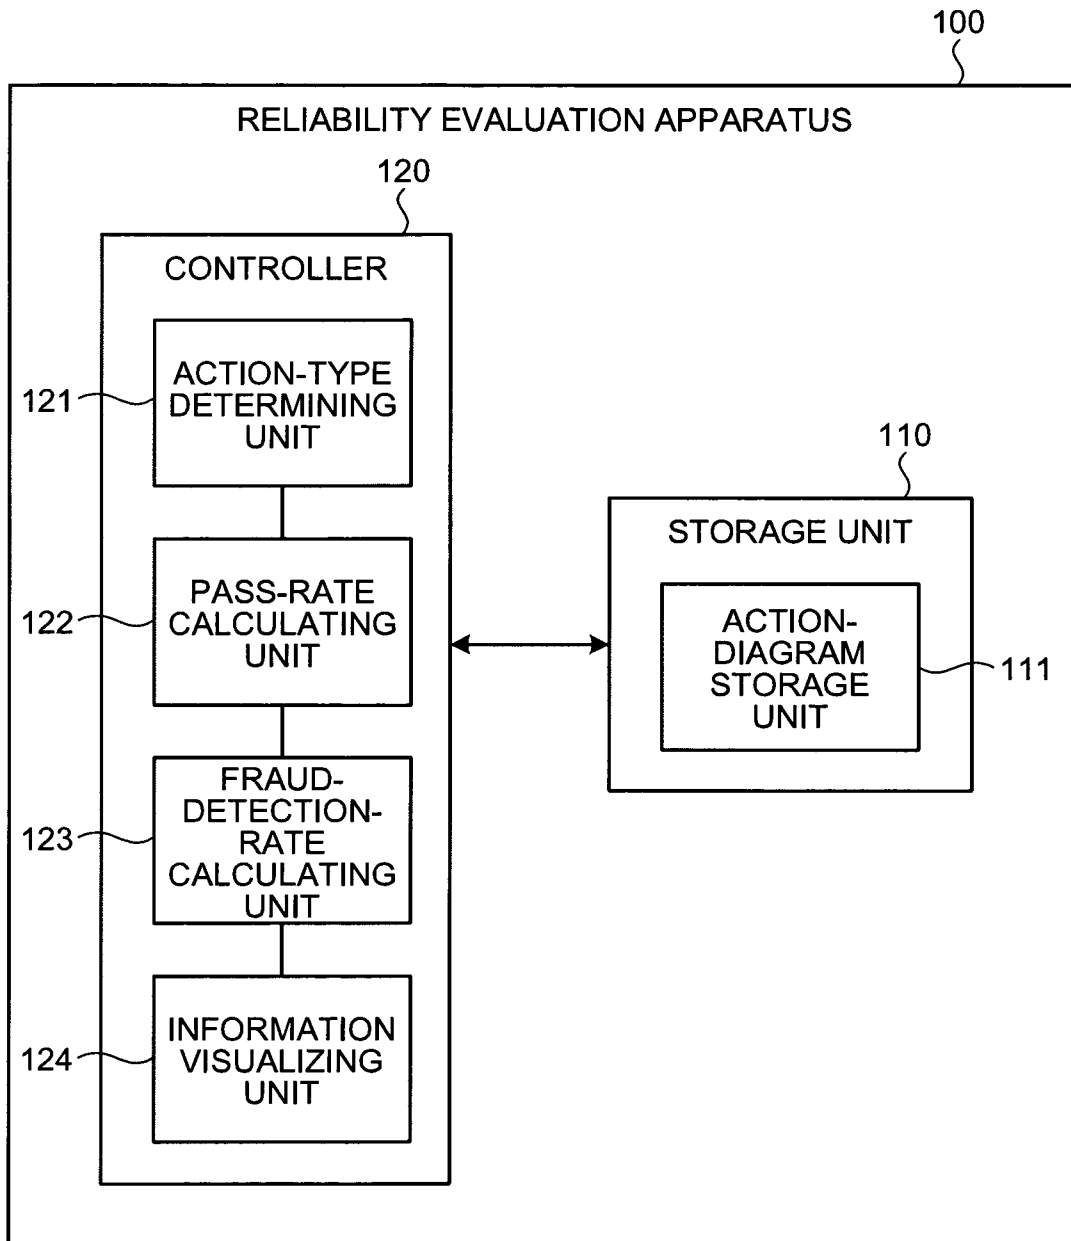 100
RELIABILITY EVALUATION APPARATUS
120
CONTROLLER
121
ACTION-TYPE
DETERMINING
UNIT
122
PASS-RATE
CALCULATING
UNIT
123
FRAUD-
DETECTION-
RATE
CALCULATING
UNIT
124
INFORMATION
VISUALIZING
UNIT
110
STORAGE UNIT
ACTION-
DIAGRAM
STORAGE
UNIT
111